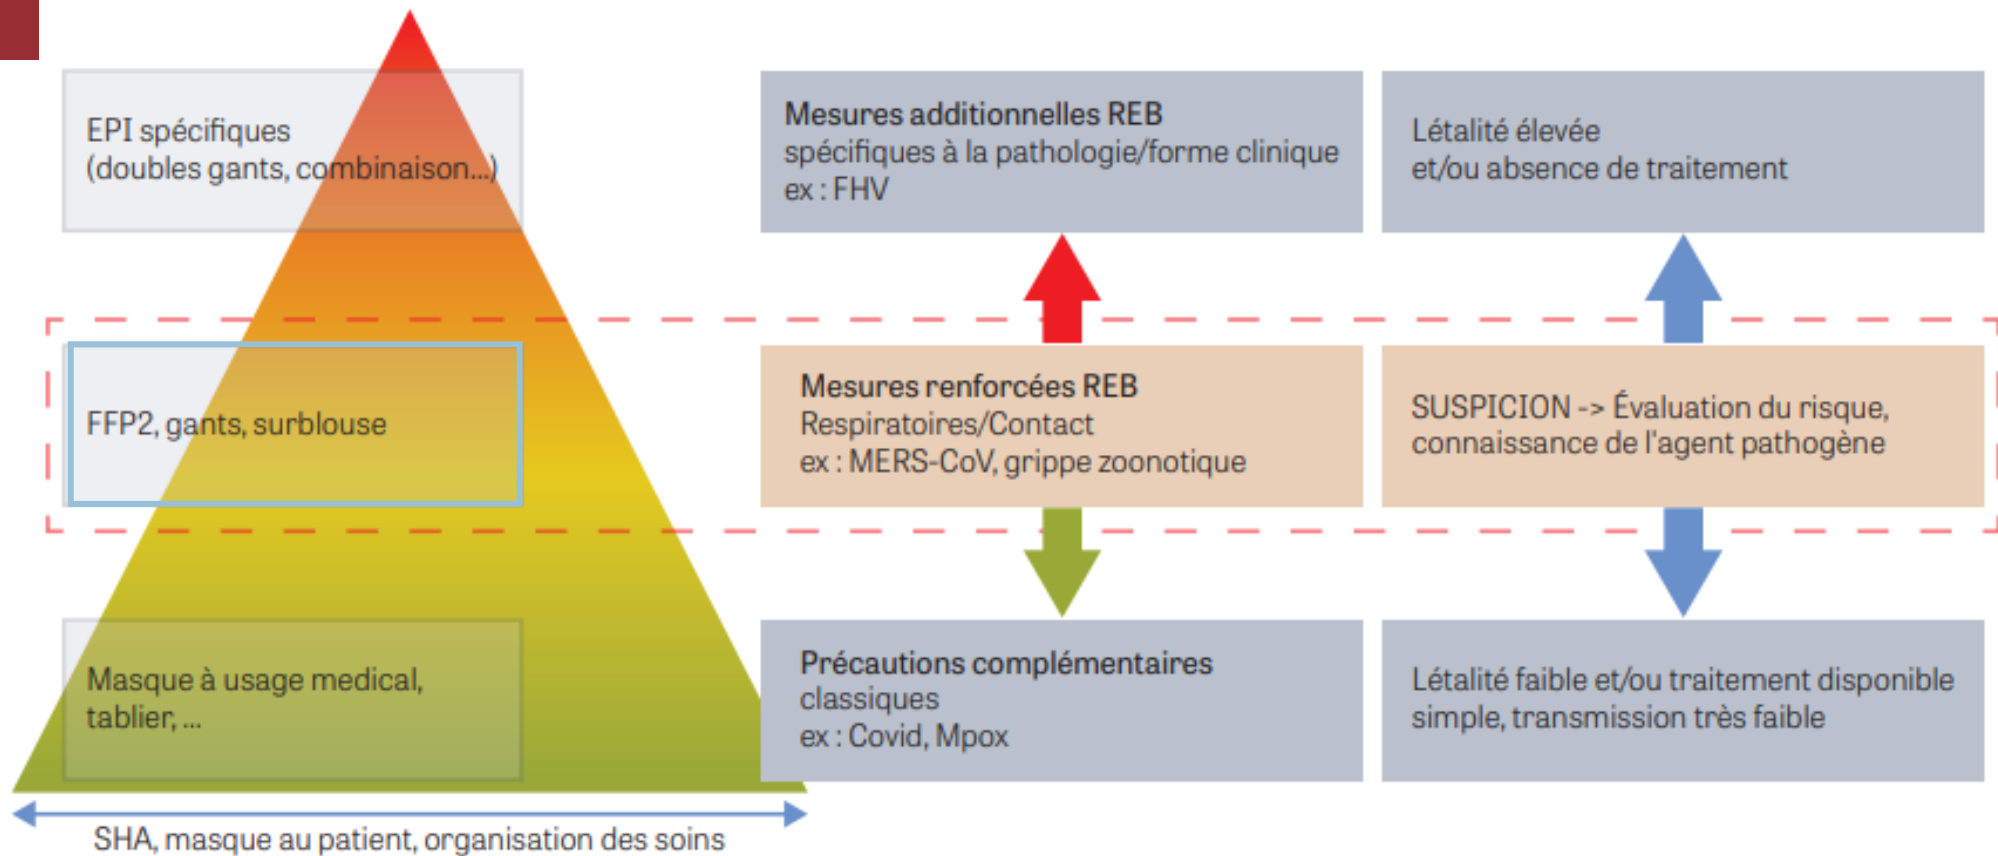 EPI spécifiques
(doubles gants, combinaison...)
Mesures additionnelles REB
spécifiques à la pathologie/forme clinique
ex : FHV
Létalité élevée
et/ou absence de traitement
FFP2, gants, surblouse
Mesures renforcées REB
Respiratoires/Contact
ex : MERS-CoV, grippe zoonotique
SUSPICION -> Évaluation du risque,
connaissance de l'agent pathogène
Masque à usage medical,
tablier, ...
Précautions complémentaires
classiques
ex : Covid, Mpox
Létalité faible et/ou traitement disponible
simple, transmission très faible
SHA, masque au patient, organisation des soins